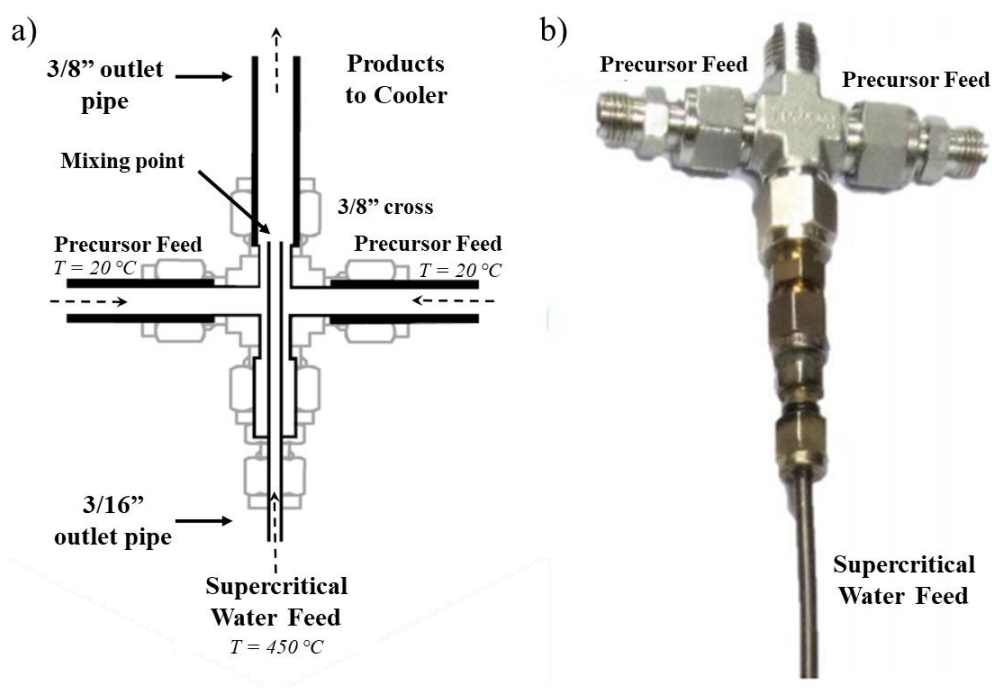 a)
3/8” outlet
pipe
Products
to Cooler
Mixing point
3/8” cross
Precursor Feed
T = 20 °C
Precursor Feed
T = 20 °C
3/16”
outlet pipe
Supercritical
Water Feed
T = 450 °C
b)
Precursor Feed
Precursor Feed
Supercritical
Water Feed